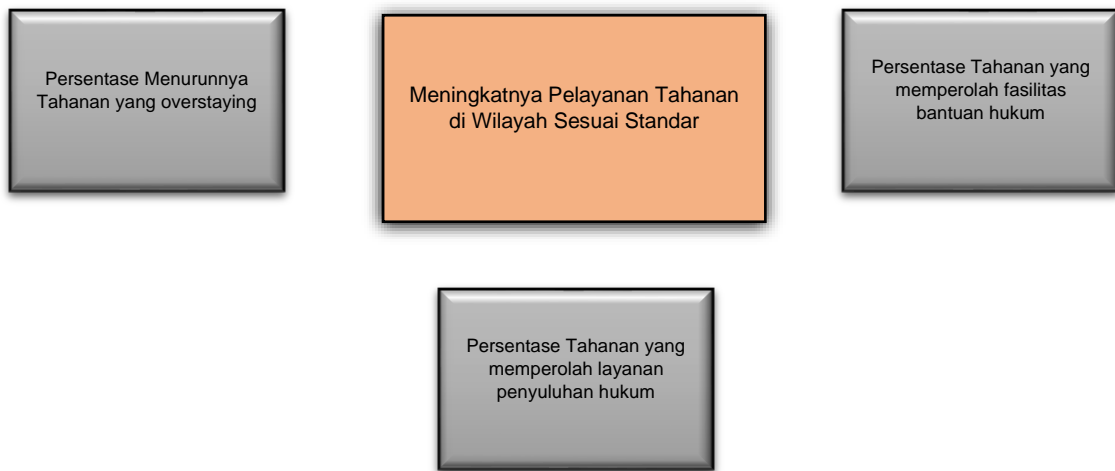 Persentase Menurunnya
Tahanan yang overstaying
Meningkatnya Pelayanan Tahanan
di Wilayah Sesuai Standar
Persentase Tahanan yang
memperolah fasilitas
bantuan hukum
Persentase Tahanan yang
memperolah layanan
penyuluhan hukum